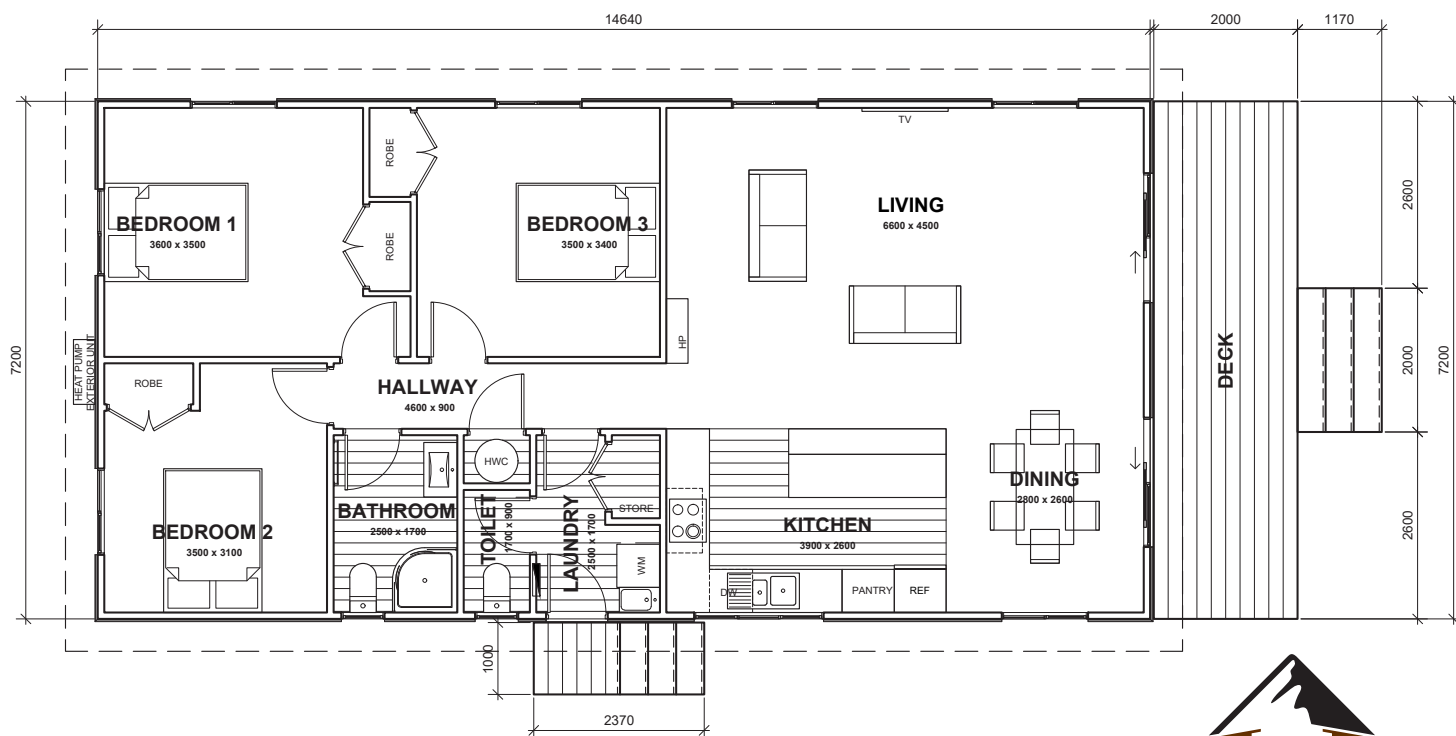 14640
2000
1170
TV
ROBE
BEDROOM 1
3600 x 3500
ROBE
BEDROOM 3
3500 x 3400
LIVING
6600 x 4500
2600
7200
HEAT PUMP
EXTERIOR UNIT
HP
DECK
2000
7200
ROBE
HALLWAY
4600 x 900
HWC
BEDROOM 2
3500 x 3100
BATHROOM
2500 x 1700
TOILET
1700 x 900
LAUNDRY
2500 x 1700
STORE
WM
KITCHEN
3900 x 2600
DINING
2800 x 2600
2600
DW
PANTRY
REF
1000
2370